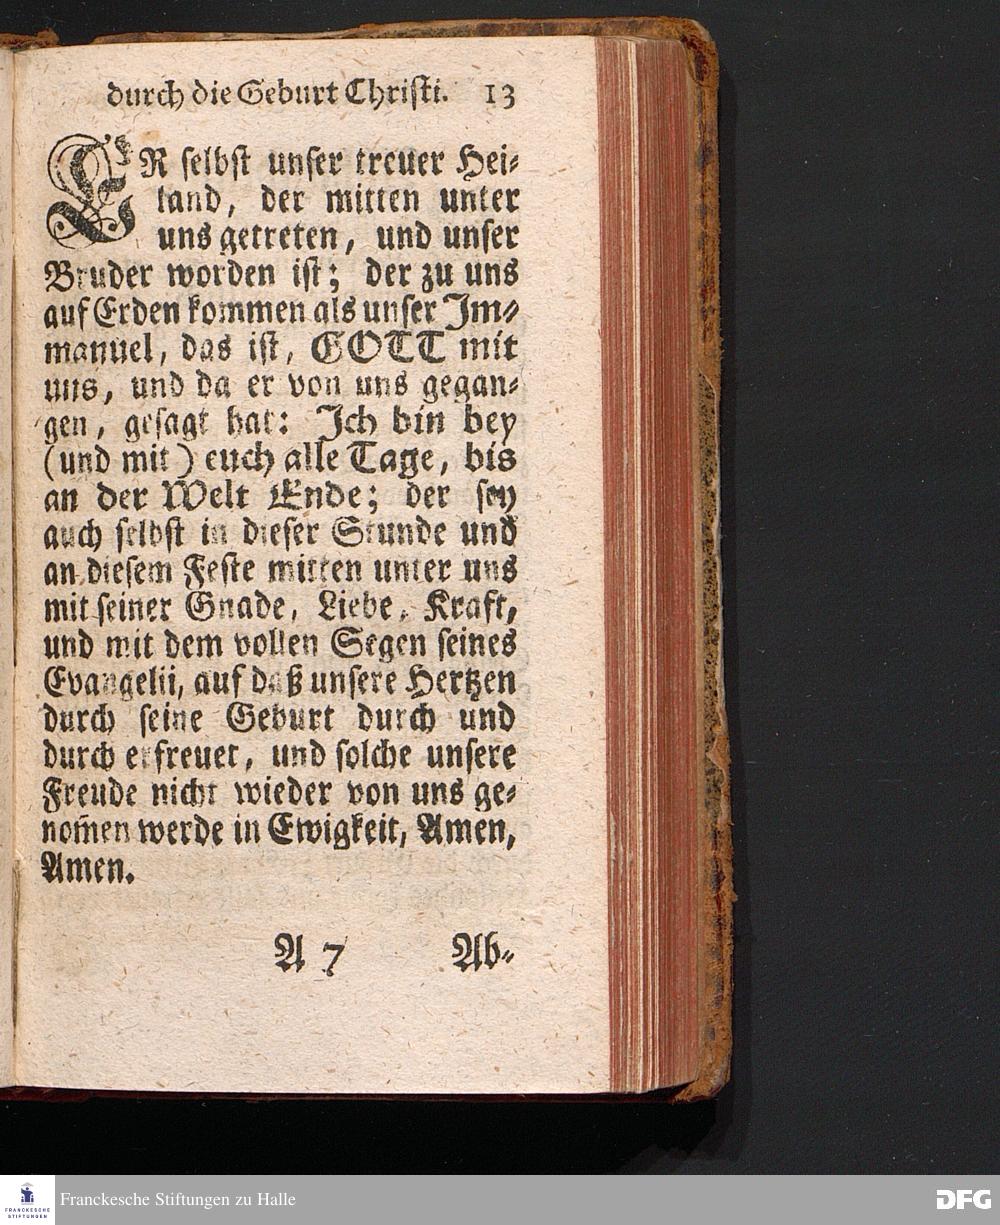 durch die Geburt Christi. 13
ER selbst unser treuer Hei-
land, der mitten unter
uns getreten, und unser
Bruder worden ist; der zu uns
auf Erden kommen als unser Im-
manuel, das ist, GOTT mit
uns, und da er von uns gegan-
gen, gesagt hat: Ich bin bey
(und mit) euch alle Tage, bis
an der Welt Ende; der sey
auch selbst in dieser Stunde und
an diesem Feste mitten unter uns
mit seiner Gnade, Liebe, Kraft,
und mit dem vollen Segen seines
Evangelii, auf daß unsere Hertzen
durch seine Geburt durch und
durch erfreuet, und solche unsere
Freude nicht wieder von uns ge-
nom̃en werde in Ewigkeit, Amen,
Amen.
A 7 Ab-
FRANCKESCHE STIFTUNGEN
Franckesche Stiftungen zu Halle
DFG